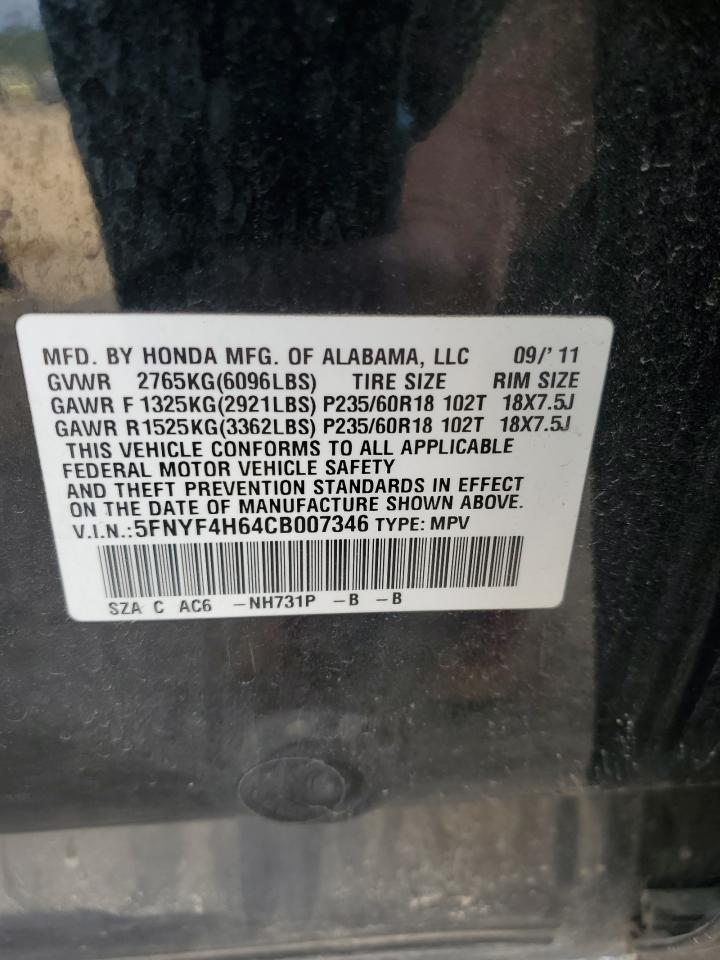 MFD. BY HONDA MFG. OF ALABAMA, LLC 09/' 11
GVWR 2765KG(6096LBS) TIRE SIZE RIM SIZE
GAWR F 1325KG(2921LBS) P235/60R18 102T 18X7.5J
GAWR R1525KG(3362LBS) P235/60R18 102T 18X7.5J
THIS VEHICLE CONFORMS TO ALL APPLICABLE
FEDERAL MOTOR VEHICLE SAFETY
AND THEFT PREVENTION STANDARDS IN EFFECT
ON THE DATE OF MANUFACTURE SHOWN ABOVE.
V.I.N.:5FNYF4H64CB007346 TYPE: MPV
SZA C AC6 -NH731P -B -B